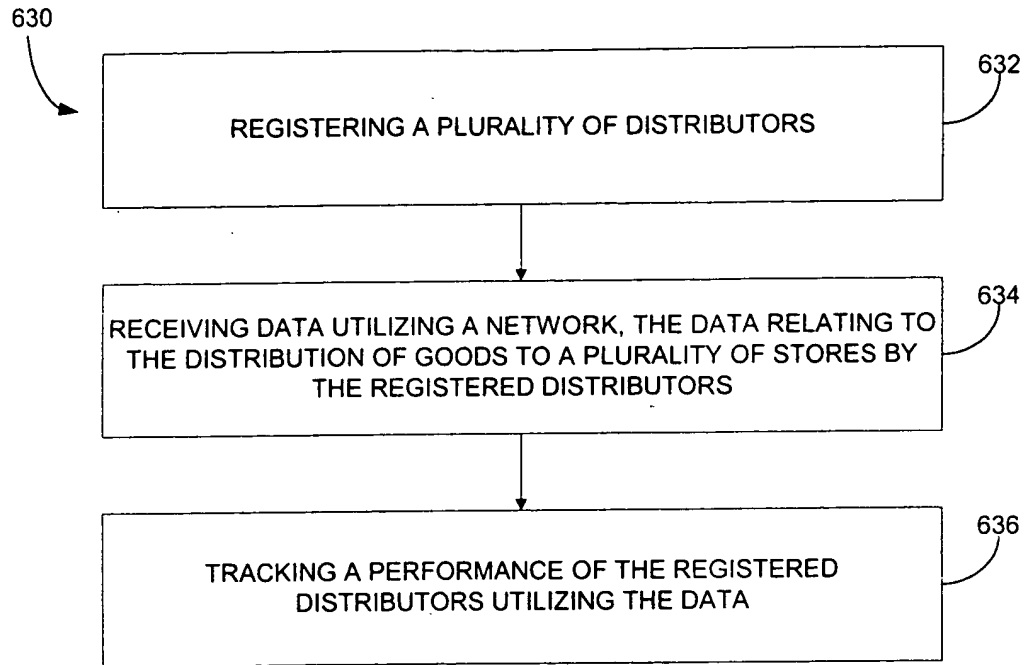 630
632
REGISTERING A PLURALITY OF DISTRIBUTORS
634
RECEIVING DATA UTILIZING A NETWORK, THE DATA RELATING TO
THE DISTRIBUTION OF GOODS TO A PLURALITY OF STORES BY
THE REGISTERED DISTRIBUTORS
636
TRACKING A PERFORMANCE OF THE REGISTERED
DISTRIBUTORS UTILIZING THE DATA